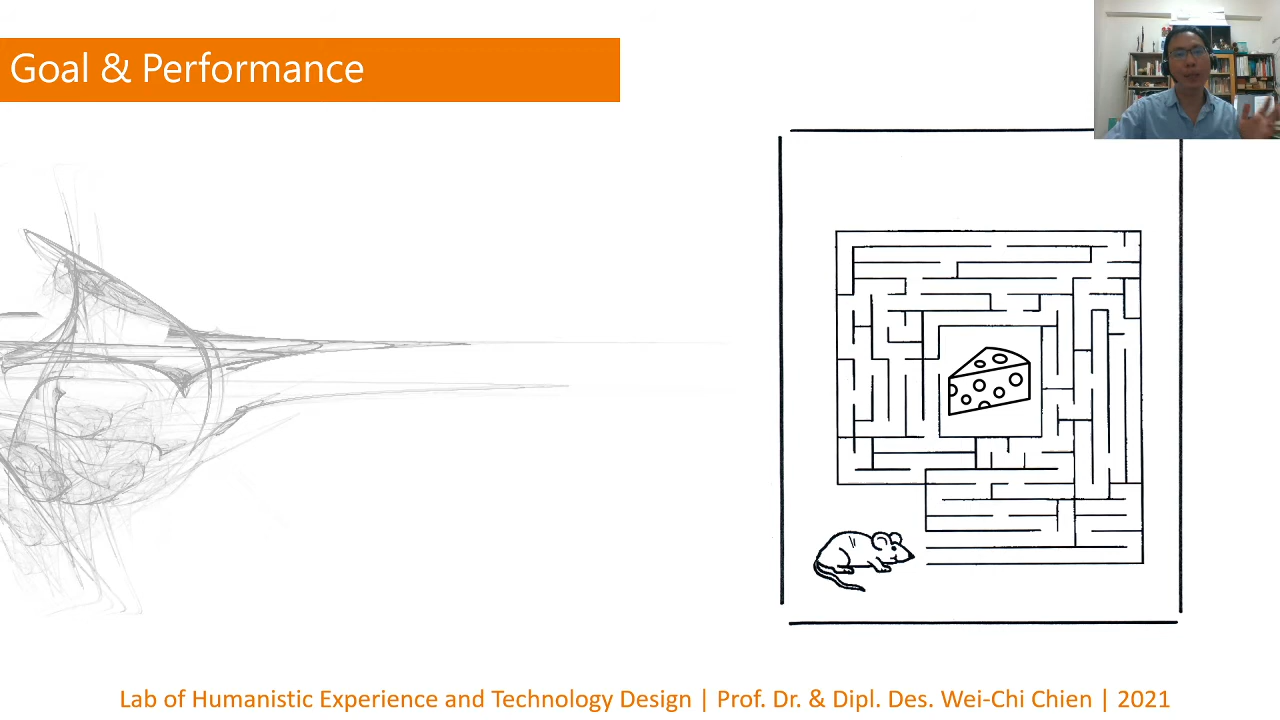 Goal & Performance
Lab of Humanistic Experience and Technology Design | Prof. Dr. & Dipl. Des. Wei-Chi Chien | 2021